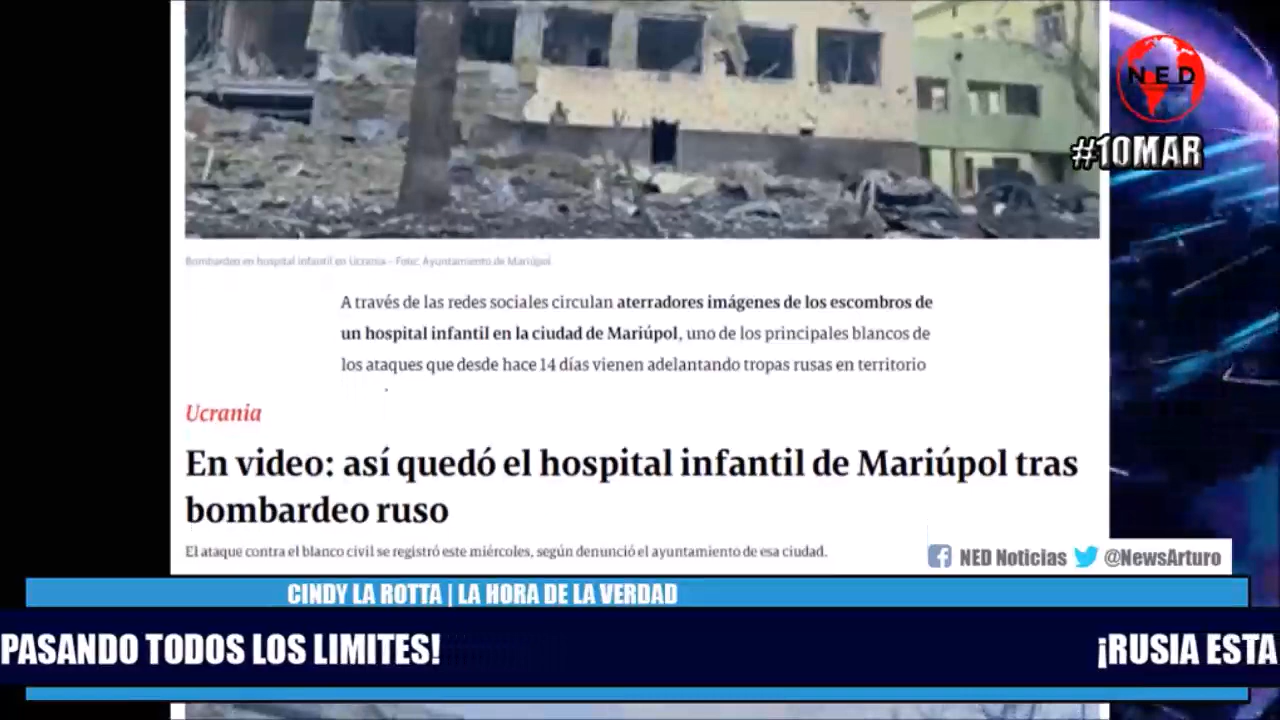 NED
#10MAR
Bombardeo en hospital infantil en Ucrania - Foto: Ayuntamiento de Mariúpol
A través de las redes sociales circulan aterradores imágenes de los escombros de
un hospital infantil en la ciudad de Mariúpol, uno de los principales blancos de
los ataques que desde hace 14 días vienen adelantando tropas rusas en territorio
Ucrania
En video: así quedó el hospital infantil de Mariúpol tras
bombardeo ruso
El ataque contra el blanco civil se registró este miércoles, según denunció el ayuntamiento de esa ciudad.
NED Noticias @NewsArturo
CINDY LA ROTTA | LA HORA DE LA VERDAD
PASANDO TODOS LOS LIMITES! ¡RUSIA ESTA